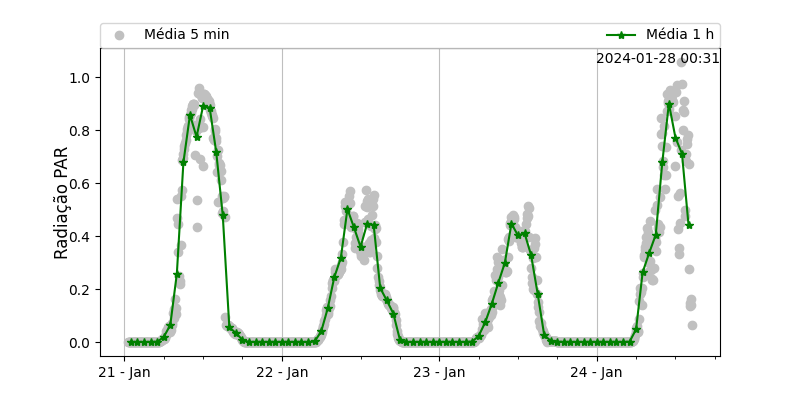 Média 5 min
Média 1 h
2024-01-28 00:31
1.0
0.8
0.6
0.4
0.2
0.0
Radiação PAR
21 - Jan
22 - Jan
23 - Jan
24 - Jan